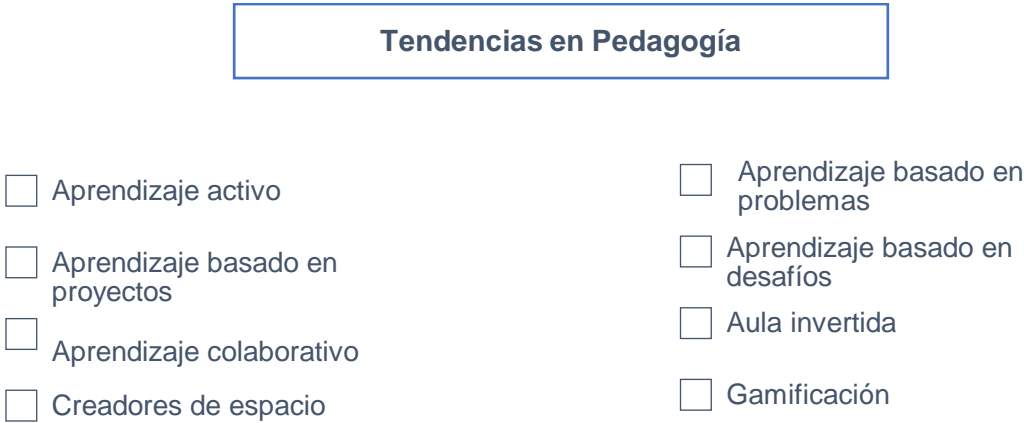 Tendencias en Pedagogía
Aprendizaje activo
Aprendizaje basado en
proyectos
Aprendizaje colaborativo
Creadores de espacio
Aprendizaje basado en
problemas
Aprendizaje basado en
desafíos
Aula invertida
Gamificación